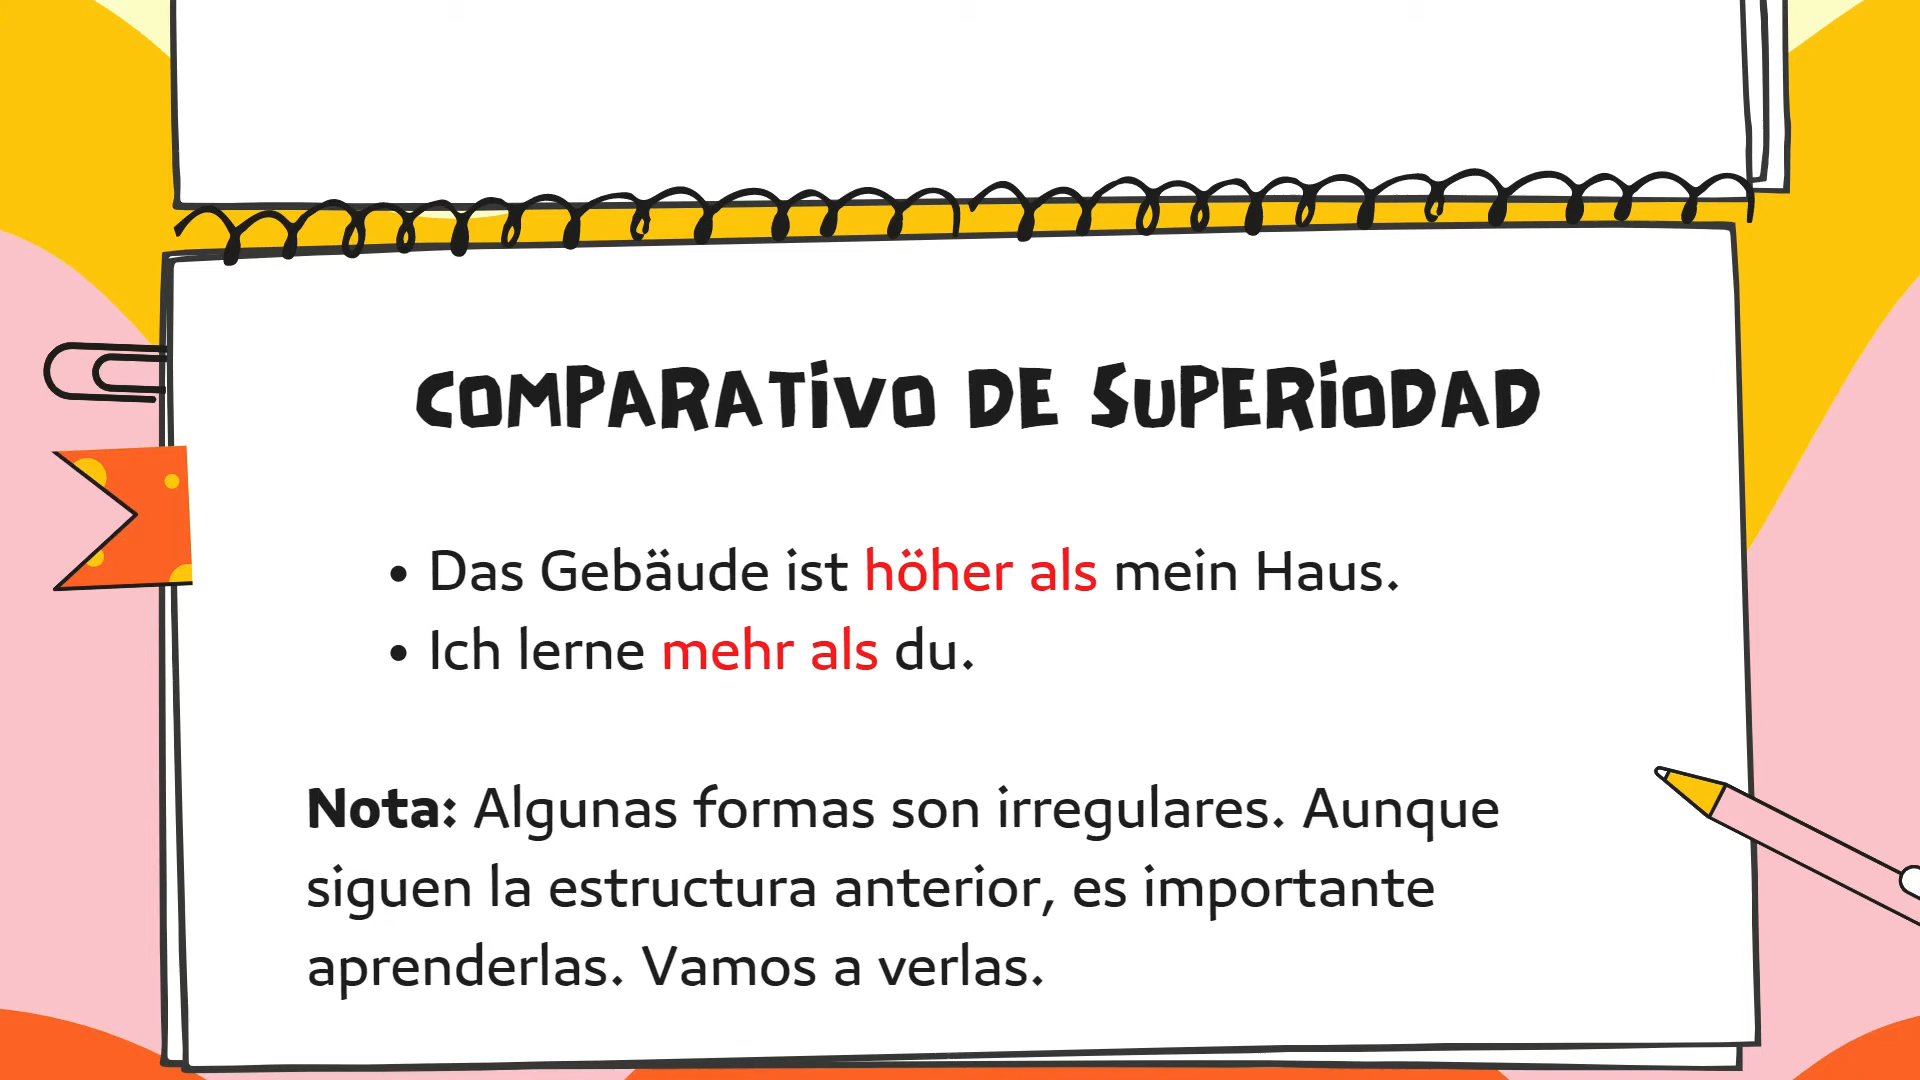 COMPARATIVO DE SUPERIODAD
• Das Gebäude ist höher als mein Haus.
• Ich lerne mehr als du.
Nota: Algunas formas son irregulares. Aunque
siguen la estructura anterior, es importante
aprenderlas. Vamos a verlas.